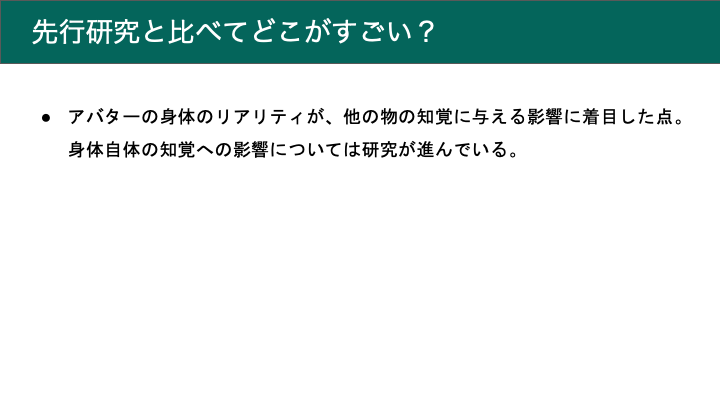 先行研究と比べてどこがすごい？
● アバターの身体のリアリティが、他の物の知覚に与える影響に着目した点。
身体自体の知覚への影響については研究が進んでいる。